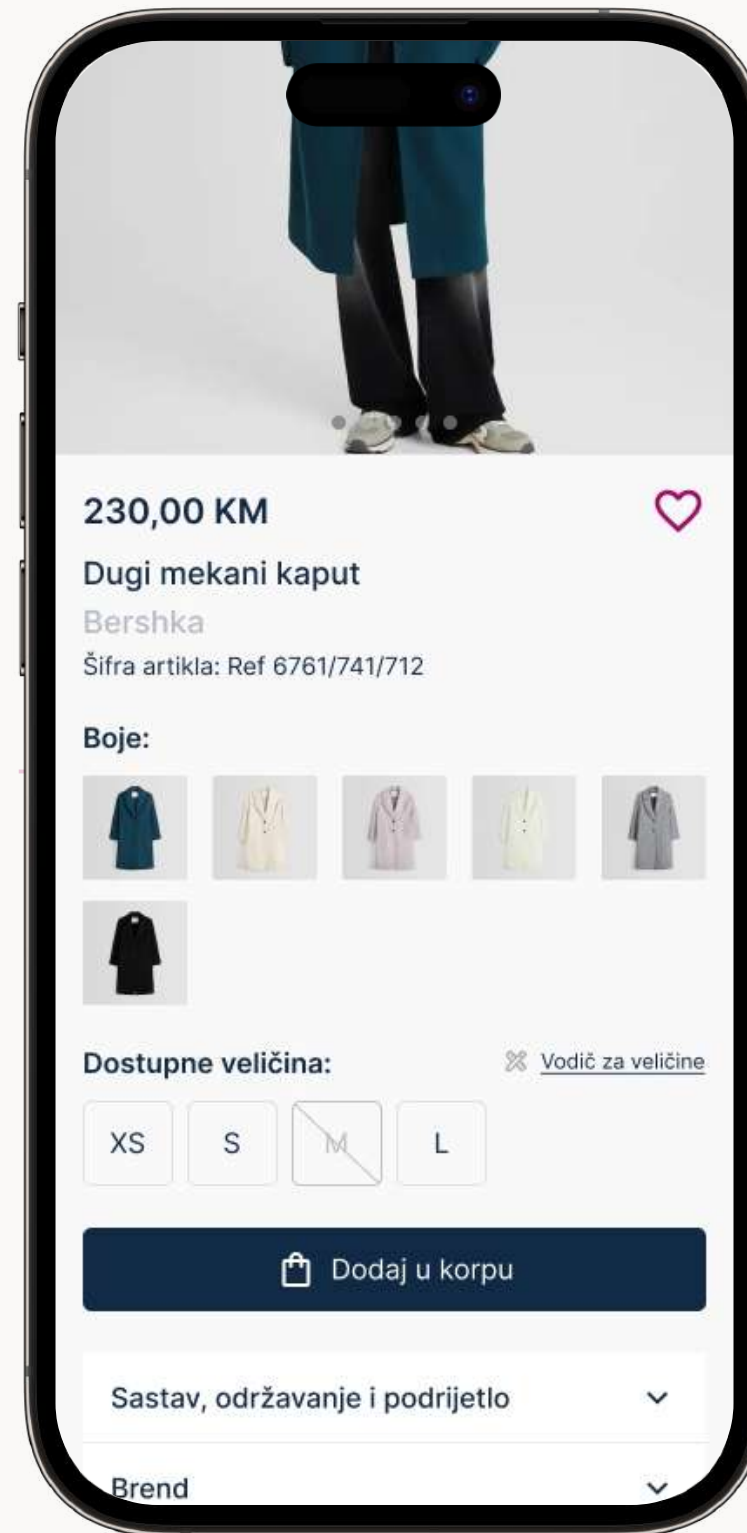 230,00 KM
Dugi mekani kaput
Bershka
Šifra artikla: Ref 6761/741/712
Boje:
Dostupne veličina:
Vodič za veličine
XS
S
M
L
Dodaj u korpu
Sastav, održavanje i podrijetlo
Brend